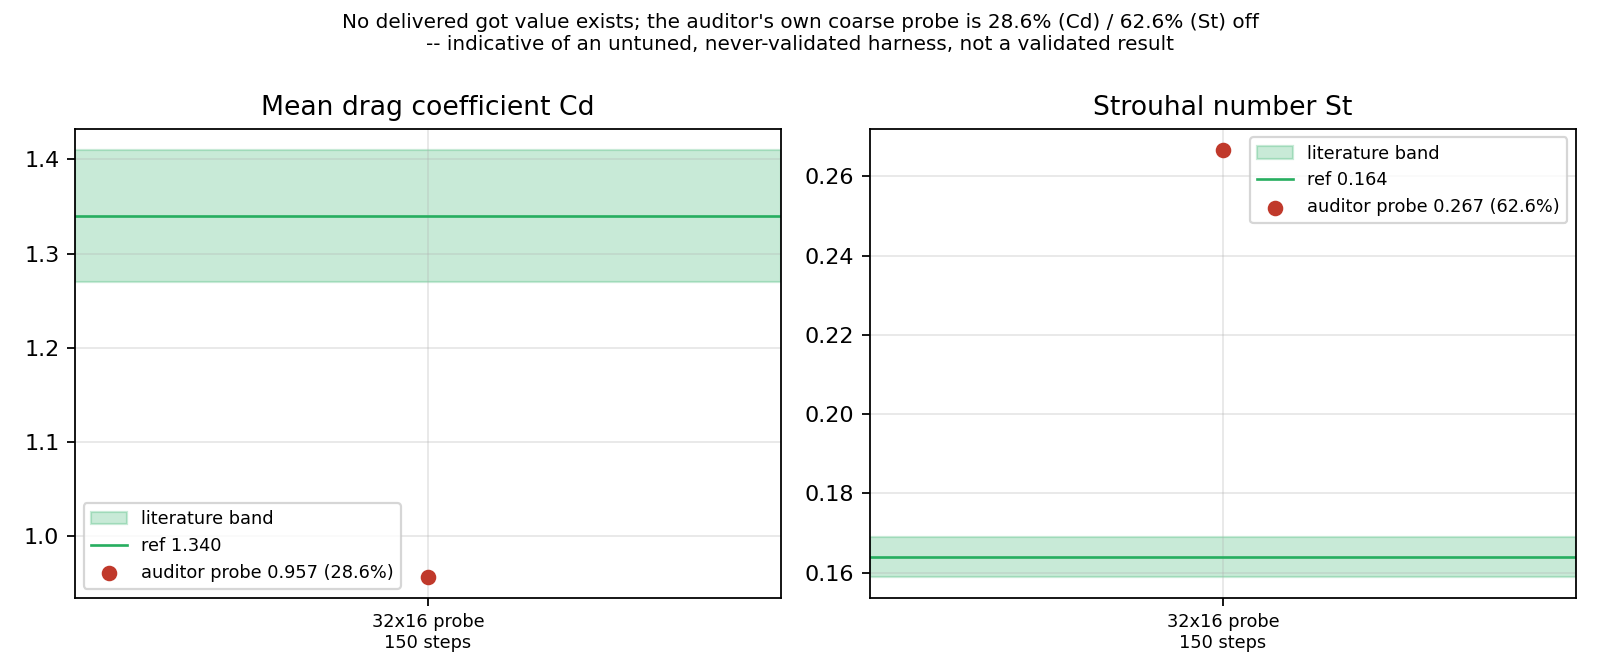 No delivered got value exists; the auditor's own coarse probe is 28.6% (Cd) / 62.6% (St) off
-- indicative of an untuned, never-validated harness, not a validated result
Mean drag coefficient Cd
1.4
1.3
1.2
1.1
1.0
literature band
ref 1.340
auditor probe 0.957 (28.6%)
32x16 probe
150 steps
Strouhal number St
0.26
0.24
0.22
0.20
0.18
0.16
literature band
ref 0.164
auditor probe 0.267 (62.6%)
32x16 probe
150 steps